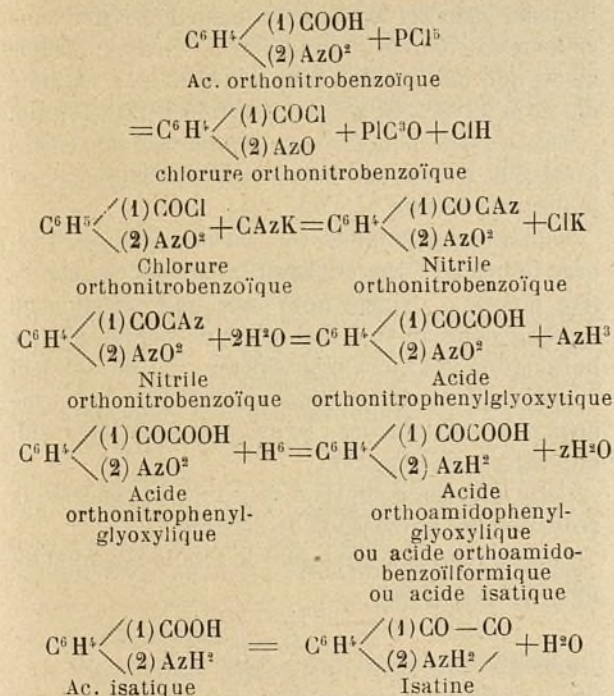 C⁶H⁴ (1) COOH
(2) AzO² + PCl⁵
Ac. orthonitrobenzoïque
= C⁶H⁴ (1) COCl
(2) AzO + PlC³O + ClH
chlorure orthonitrobenzoïque
C⁶H⁵ (1) COCl + CAzK = C⁶H⁴ (1) COCAz + ClK
(2) AzO² (2) AzO²
Chlorure Nitrile
orthonitrobenzoïque orthonitrobenzoïque
C⁶H⁴ (1) COCAz + 2H²O = C⁶H⁴ (1) COCOOH + AzH³
(2) AzO² (2) AzO²
Nitrile Acide
orthonitrobenzoïque orthonitrophenylglyoxytique
C⁶H⁴ (1) COCOOH + H⁶ = C⁶H⁴ (1) COCOOH + zH²O
(2) AzO² (2) AzH²
Acide Acide
orthonitrophenyl- orthoamidophenyl-
glyoxylique glyoxylique
ou acide orthoamido-
benzoïlformique
ou acide isatique
C⁶H⁴ (1) COOH = C⁶H⁴ (1) CO — CO + H²O
(2) AzH² (2) AzH²
Ac. isatique Isatine